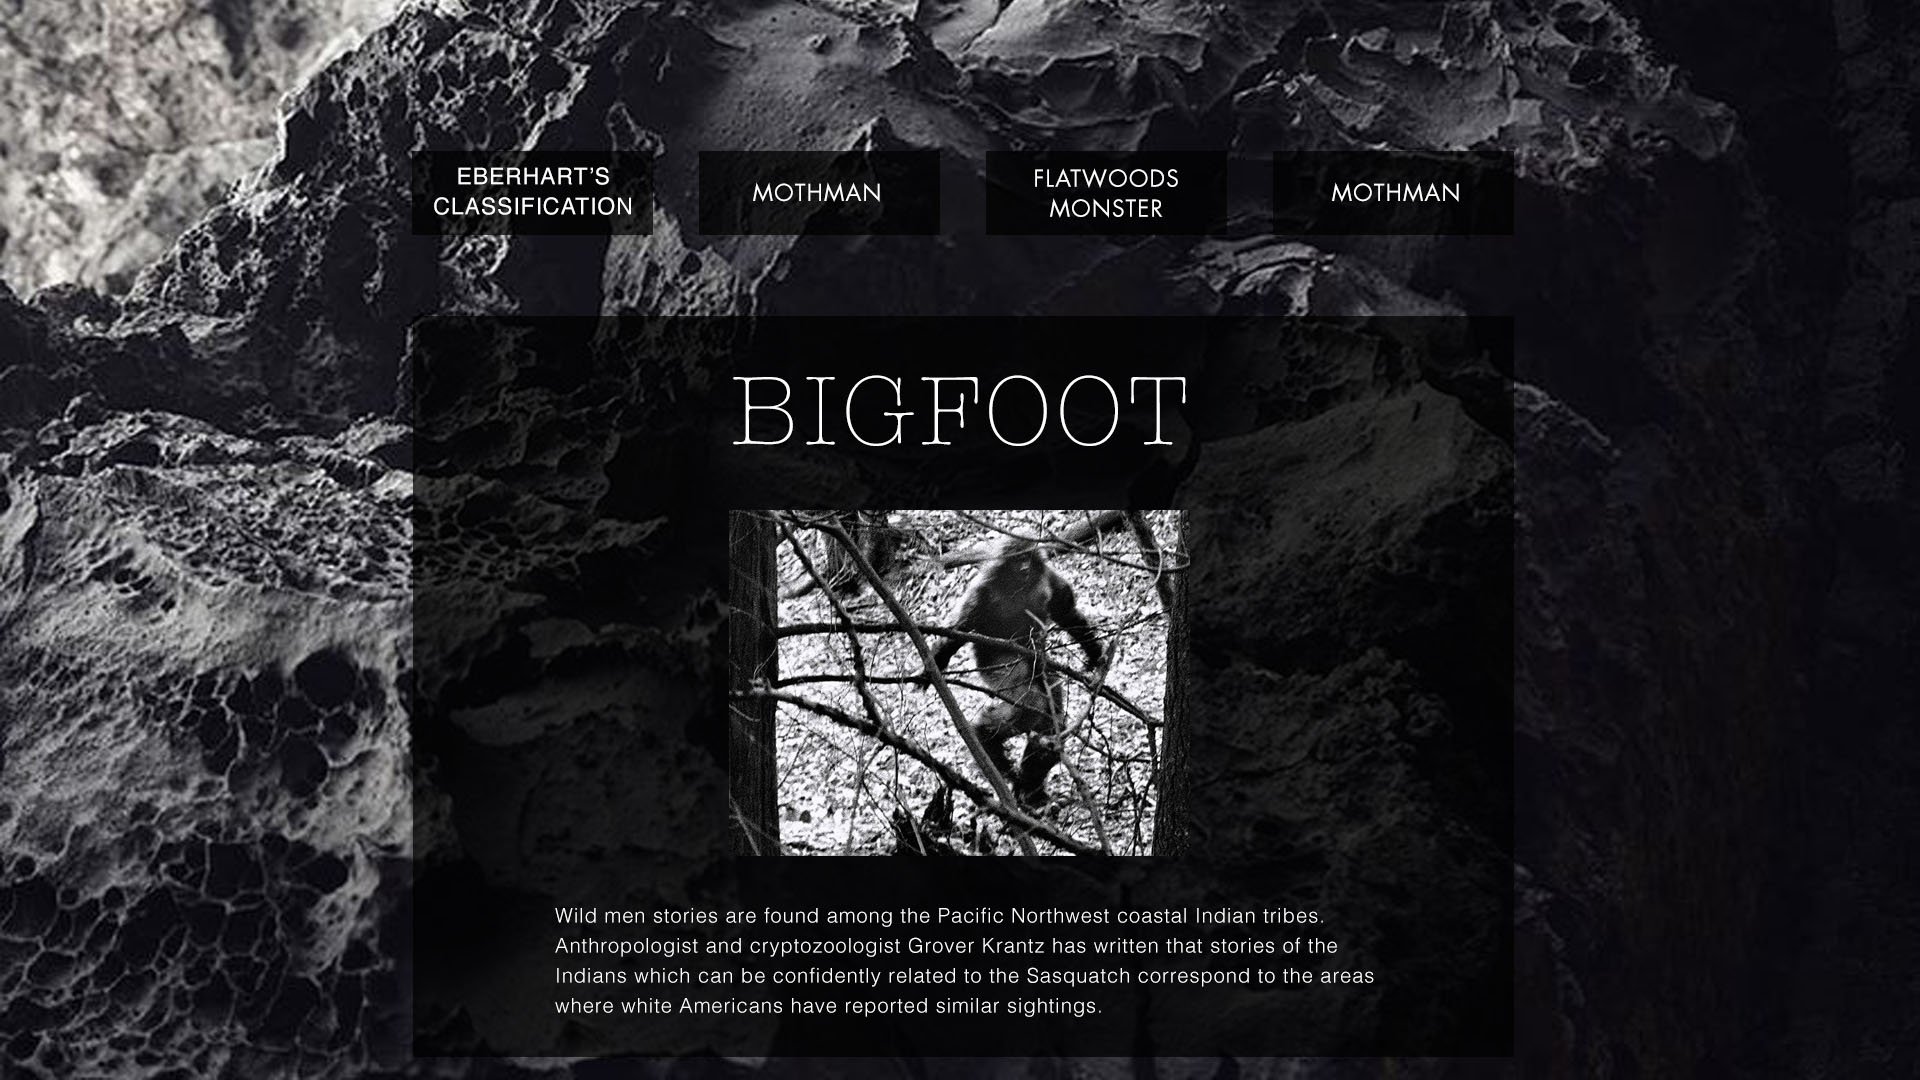 EBERHART’S
CLASSIFICATION
MOTHMAN
FLATWOODS
MONSTER
MOTHMAN
BIGFOOT
Wild men stories are found among the Pacific Northwest coastal Indian tribes.
Anthropologist and cryptozoologist Grover Krantz has written that stories of the
Indians which can be confidently related to the Sasquatch correspond to the areas
where white Americans have reported similar sightings.